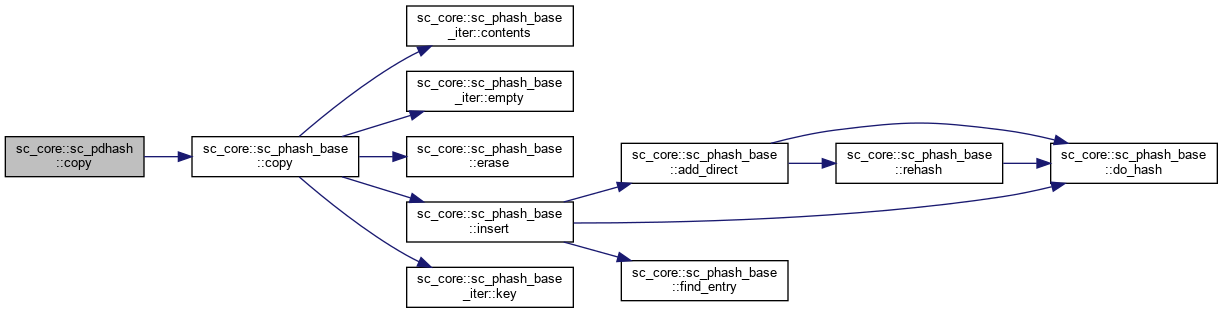 sc_core::sc_pdhash
::copy
sc_core::sc_phash_base
::copy
sc_core::sc_phash_base
_iter::contents
sc_core::sc_phash_base
_iter::empty
sc_core::sc_phash_base
::erase
sc_core::sc_phash_base
::insert
sc_core::sc_phash_base
_iter::key
sc_core::sc_phash_base
::add_direct
sc_core::sc_phash_base
::find_entry
sc_core::sc_phash_base
::rehash
sc_core::sc_phash_base
::do_hash